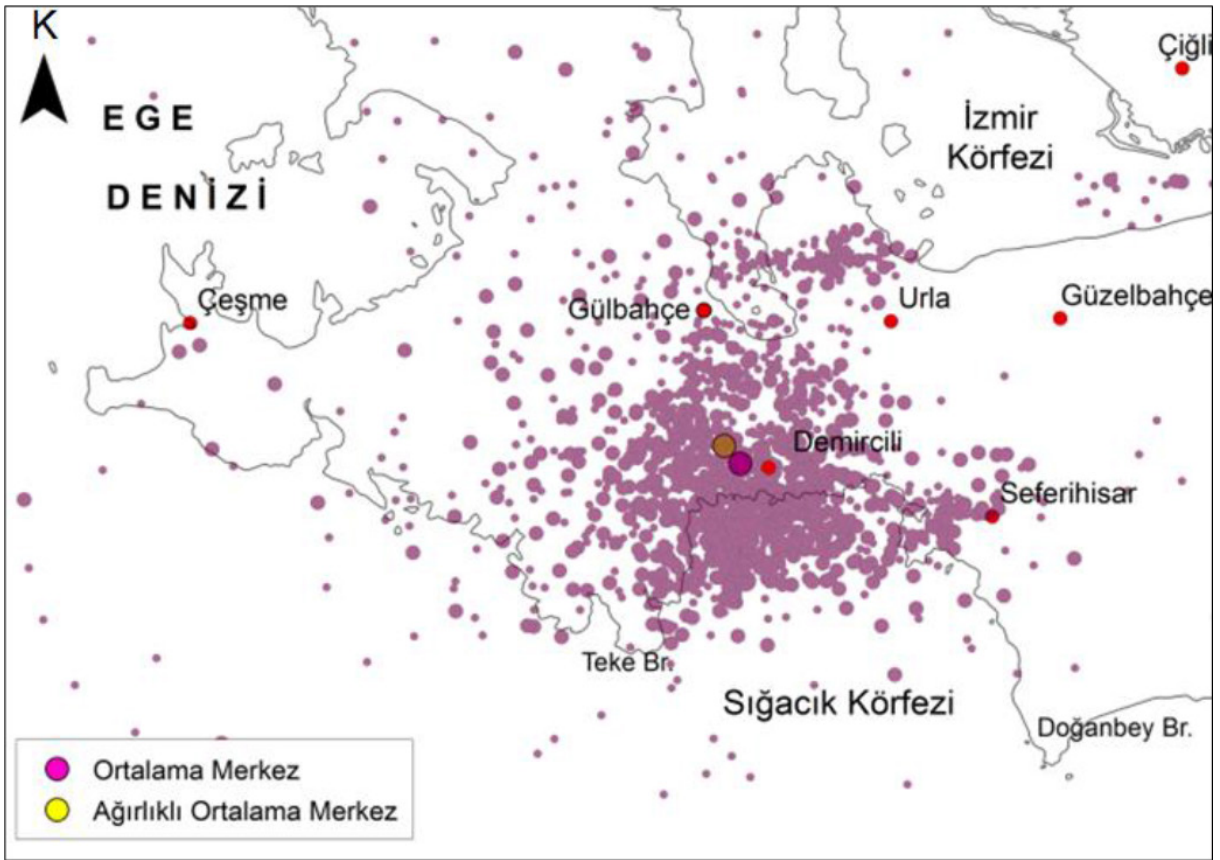 K
EGE
DENİZİ
Çiğli
İzmir
Körfezi
Çeşme
Gülbahçe
Urla
Güzelbahçe
Demircili
Seferihisar
Teke Br.
Sığacık Körfezi
Doğanbey Br.
Ortalama Merkez
Ağırlıklı Ortalama Merkez